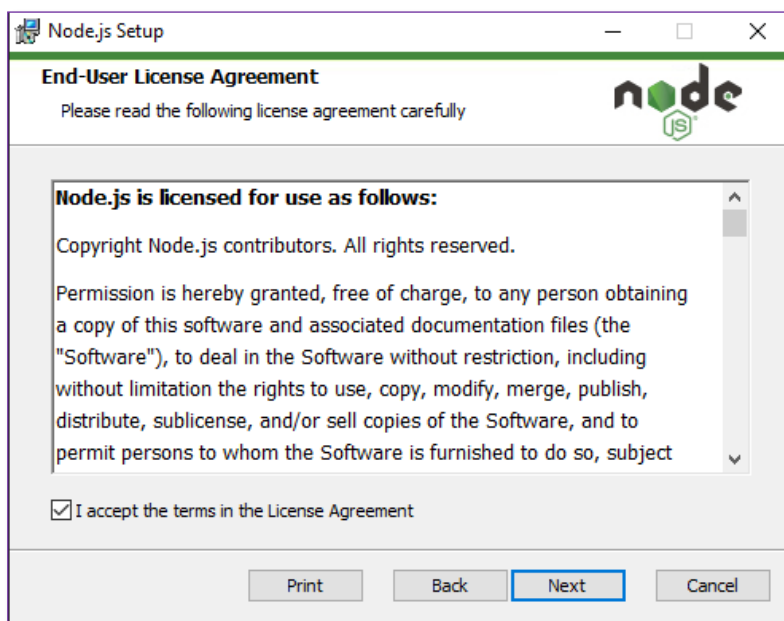 Node.js Setup
End-User License Agreement
Please read the following license agreement carefully
node
JS
Node.js is licensed for use as follows:
Copyright Node.js contributors. All rights reserved.
Permission is hereby granted, free of charge, to any person obtaining
a copy of this software and associated documentation files (the
"Software"), to deal in the Software without restriction, including
without limitation the rights to use, copy, modify, merge, publish,
distribute, sublicense, and/or sell copies of the Software, and to
permit persons to whom the Software is furnished to do so, subject
I accept the terms in the License Agreement
Print Back Next Cancel